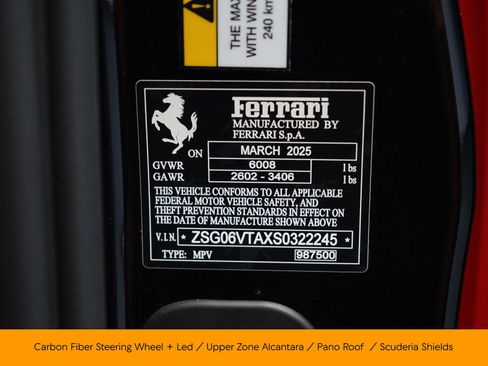 THE MAX
WITH WIN
240 km
Ferrari
MANUFACTURED BY
FERRARI S.p.A.
ON MARCH 2025
GVWR 6008 lbs
GAWR 2602 - 3406 lbs
THIS VEHICLE CONFORMS TO ALL APPLICABLE
FEDERAL MOTOR VEHICLE SAFETY, AND
THEFT PREVENTION STANDARDS IN EFFECT ON
THE DATE OF MANUFACTURE SHOWN ABOVE
V.I.N. * ZSG06VTAXS0322245 *
TYPE: MPV 987500
Carbon Fiber Steering Wheel + Led / Upper Zone Alcantara / Pano Roof / Scuderia Shields